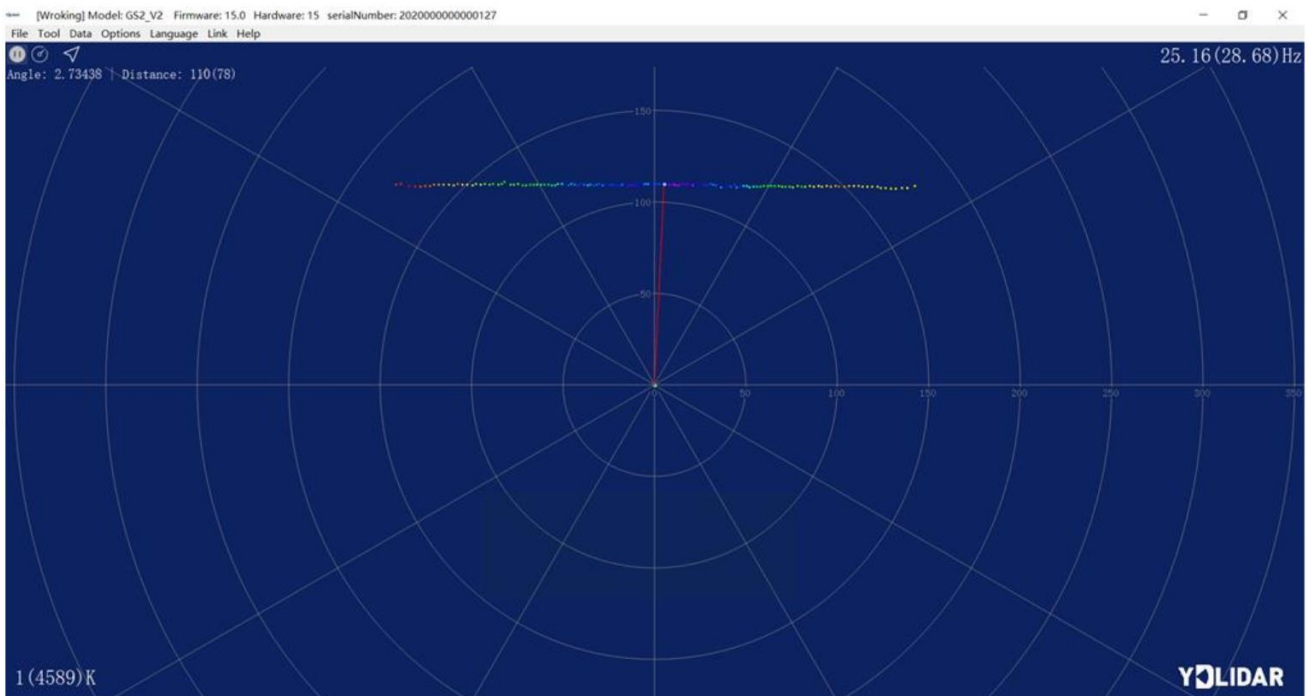 [Wroking] Model: GS2_V2 Firmware: 15.0 Hardware: 15 serialNumber: 2020000000000127
File Tool Data Options Language Link Help
25.16(28.68)Hz
Angle: 2.73438 | Distance: 110(78)
150
100
50
0 50 100 150 200 250 300 350
1(4589)K
YDLIDAR